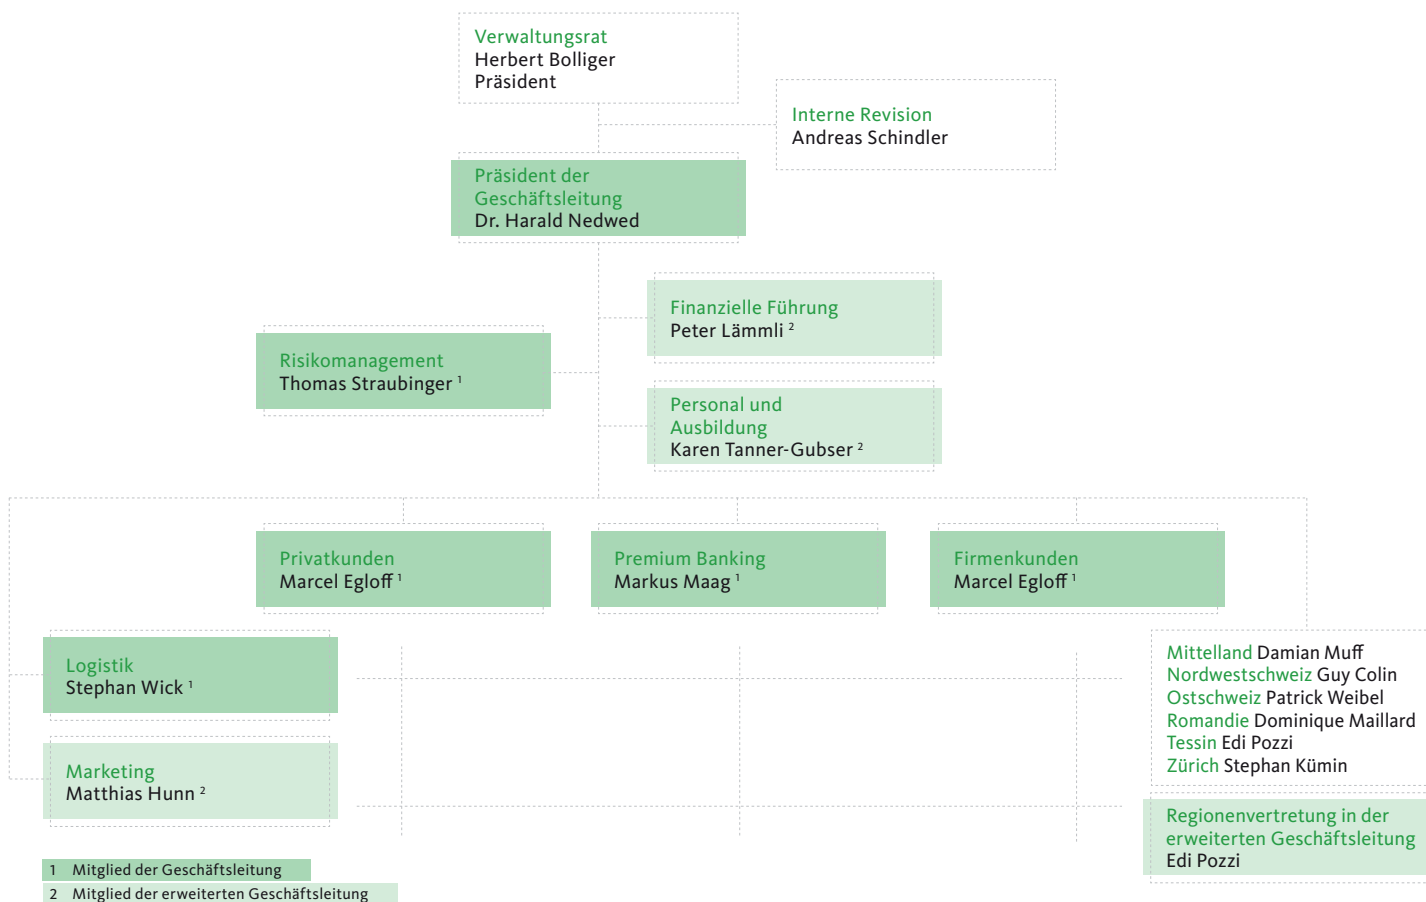 Verwaltungsrat
Herbert Bolliger
Präsident
Interne Revision
Andreas Schindler
Präsident der
Geschäftsleitung
Dr. Harald Nedwed
Finanzielle Führung
Peter Lämmli ²
Risikomanagement
Thomas Straubinger ¹
Personal und
Ausbildung
Karen Tanner-Gubser ²
Privatkunden
Marcel Egloff ¹
Premium Banking
Markus Maag ¹
Firmenkunden
Marcel Egloff ¹
Logistik
Stephan Wick ¹
Mittelland Damian Muff
Nordwestschweiz Guy Colin
Ostschweiz Patrick Weibel
Romandie Dominique Maillard
Tessin Edi Pozzi
Zürich Stephan Kümin
Marketing
Matthias Hunn ²
Regionenvertretung in der
erweiterten Geschäftsleitung
Edi Pozzi
1 Mitglied der Geschäftsleitung
2 Mitglied der erweiterten Geschäftsleitung